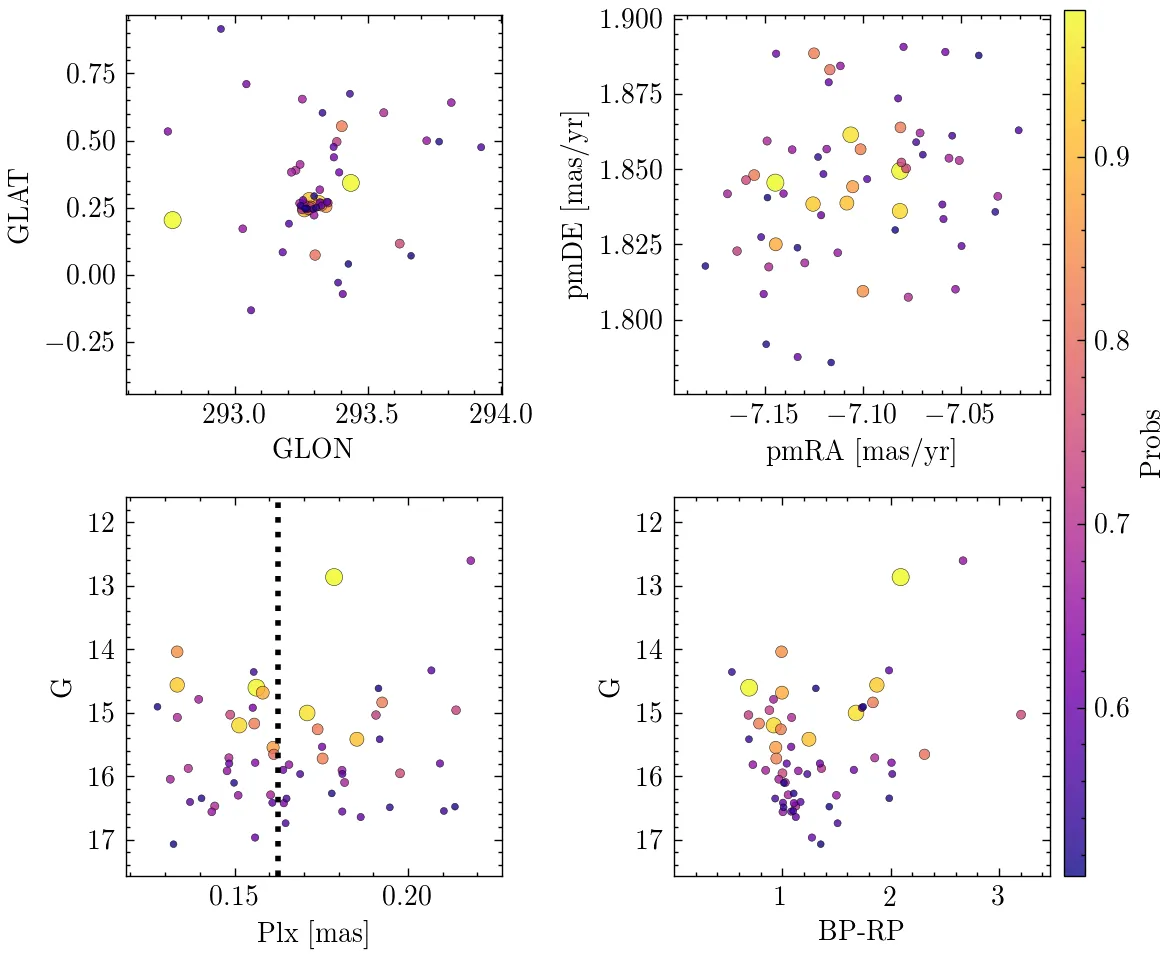 0.75
0.50
0.25
0.00
−0.25
GLAT
293.0 293.5 294.0
GLON
1.900
1.875
1.850
1.825
1.800
pmDE [mas/yr]
−7.15 −7.10 −7.05
pmRA [mas/yr]
0.9
0.8
0.7
0.6
Probs
12
13
14
15
16
17
G
0.15 0.20
Plx [mas]
12
13
14
15
16
17
G
1 2 3
BP-RP